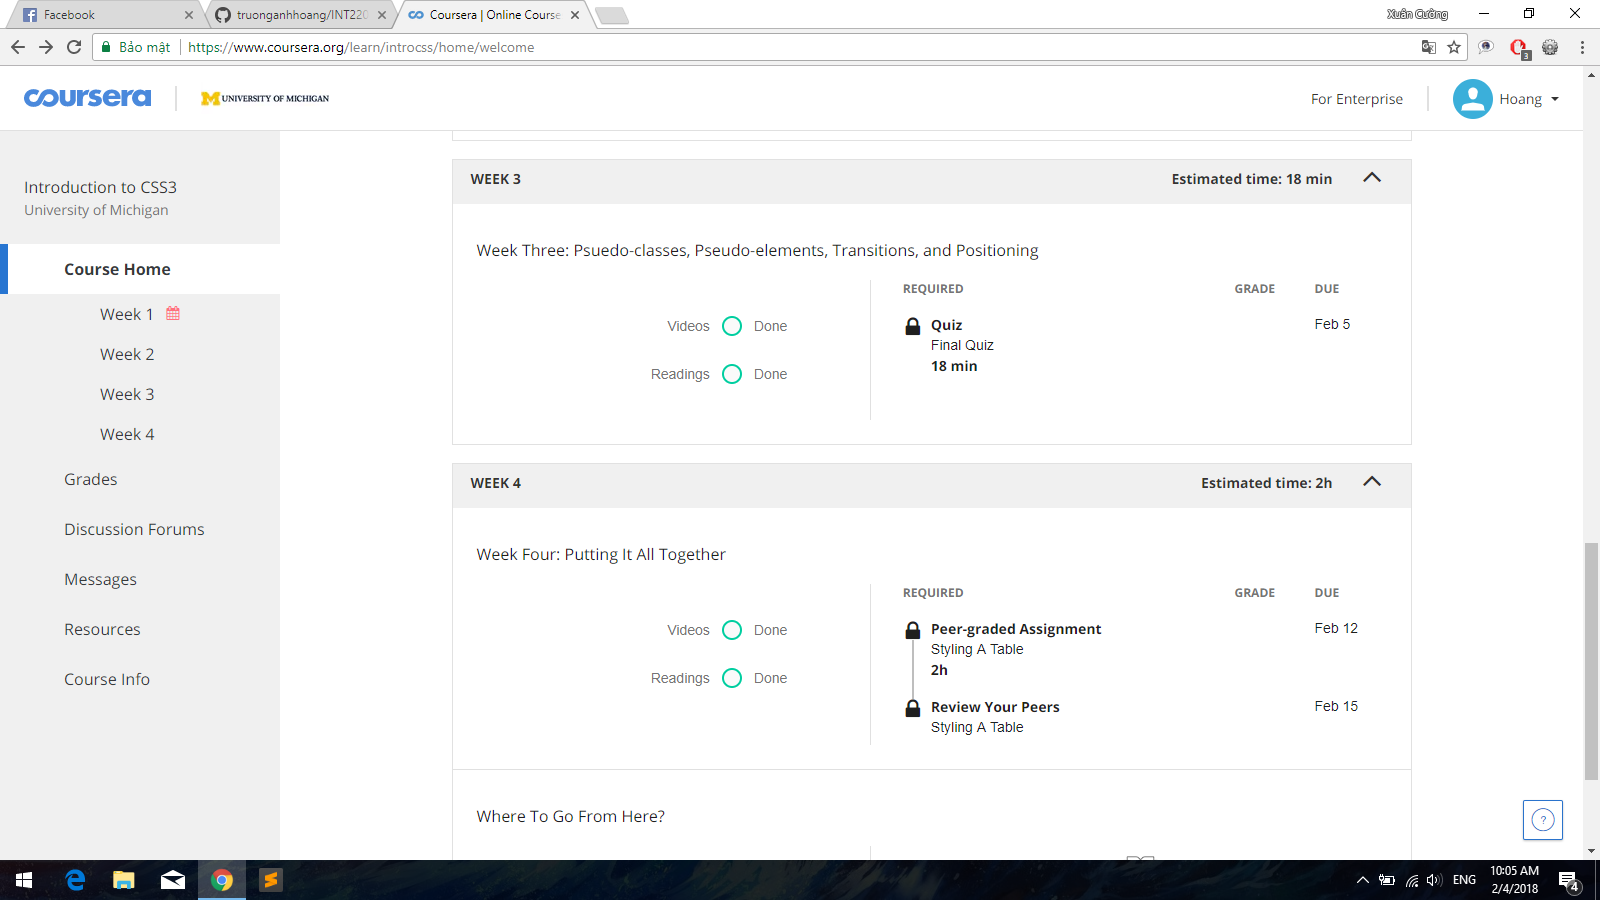 Facebook
truonganhhoang/INT220
Coursera | Online Course
Xuân Cường
Bảo mật
https://www.coursera.org/learn/introcss/home/welcome
3
coursera
M UNIVERSITY OF MICHIGAN
For Enterprise
Hoang
Introduction to CSS3
University of Michigan
Course Home
Week 1
Week 2
Week 3
Week 4
Grades
Discussion Forums
Messages
Resources
Course Info
WEEK 3
Estimated time: 18 min
Week Three: Psuedo-classes, Pseudo-elements, Transitions, and Positioning
REQUIRED
GRADE
DUE
Videos
Done
Readings
Done
Quiz
Feb 5
Final Quiz
18 min
WEEK 4
Estimated time: 2h
Week Four: Putting It All Together
REQUIRED
GRADE
DUE
Videos
Done
Readings
Done
Peer-graded Assignment
Feb 12
Styling A Table
2h
Review Your Peers
Feb 15
Styling A Table
Where To Go From Here?
?
ENG
10:05 AM
2/4/2018
4